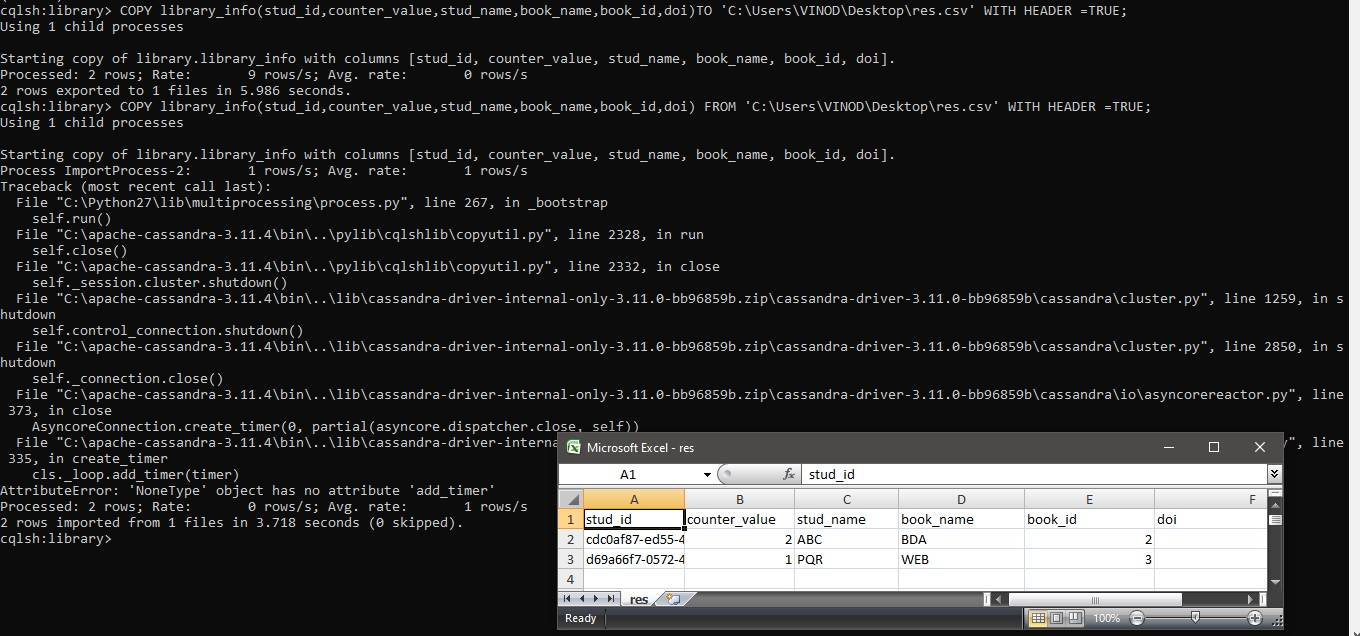 cqlsh:library> COPY library_info(stud_id,counter_value,stud_name,book_name,book_id,doi)TO 'C:\Users\VINOD\Desktop\res.csv' WITH HEADER =TRUE;
Using 1 child processes
Starting copy of library.library_info with columns [stud_id, counter_value, stud_name, book_name, book_id, doi].
Processed: 2 rows; Rate:       9 rows/s; Avg. rate:       0 rows/s
2 rows exported to 1 files in 5.986 seconds.
cqlsh:library> COPY library_info(stud_id,counter_value,stud_name,book_name,book_id,doi) FROM 'C:\Users\VINOD\Desktop\res.csv' WITH HEADER =TRUE;
Using 1 child processes
Starting copy of library.library_info with columns [stud_id, counter_value, stud_name, book_name, book_id, doi].
Process ImportProcess-2:       1 rows/s; Avg. rate:       1 rows/s
Traceback (most recent call last):
  File "C:\Python27\lib\multiprocessing\process.py", line 267, in _bootstrap
    self.run()
  File "C:\apache-cassandra-3.11.4\bin\..\pylib\cqlshlib\copyutil.py", line 2328, in run
    self.close()
  File "C:\apache-cassandra-3.11.4\bin\..\pylib\cqlshlib\copyutil.py", line 2332, in close
    self._session.cluster.shutdown()
  File "C:\apache-cassandra-3.11.4\bin\..\lib\cassandra-driver-internal-only-3.11.0-bb96859b.zip\cassandra-driver-3.11.0-bb96859b\cassandra\cluster.py", line 1259, in s
hutdown
    self.control_connection.shutdown()
  File "C:\apache-cassandra-3.11.4\bin\..\lib\cassandra-driver-internal-only-3.11.0-bb96859b.zip\cassandra-driver-3.11.0-bb96859b\cassandra\cluster.py", line 2850, in s
hutdown
    self._connection.close()
  File "C:\apache-cassandra-3.11.4\bin\..\lib\cassandra-driver-internal-only-3.11.0-bb96859b.zip\cassandra-driver-3.11.0-bb96859b\cassandra\io\asyncorereactor.py", line
 373, in close
    AsyncoreConnection.create_timer(0, partial(asyncore.dispatcher.close, self))
  File "C:\apache-cassandra-3.11.4\bin\..\lib\cassandra-driver-interna ", line
 335, in create_timer
    cls._loop.add_timer(timer)
AttributeError: 'NoneType' object has no attribute 'add_timer'
Processed: 2 rows; Rate:       0 rows/s; Avg. rate:       1 rows/s
2 rows imported from 1 files in 3.718 seconds (0 skipped).
cqlsh:library>
Microsoft Excel - res
A1 fx stud_id
A B C D E F
1 stud_id counter_value stud_name book_name book_id doi
2 cdc0af87-ed55-4 2 ABC BDA 2
3 d69a66f7-0572-4 1 PQR WEB 3
4
res
Ready 100%